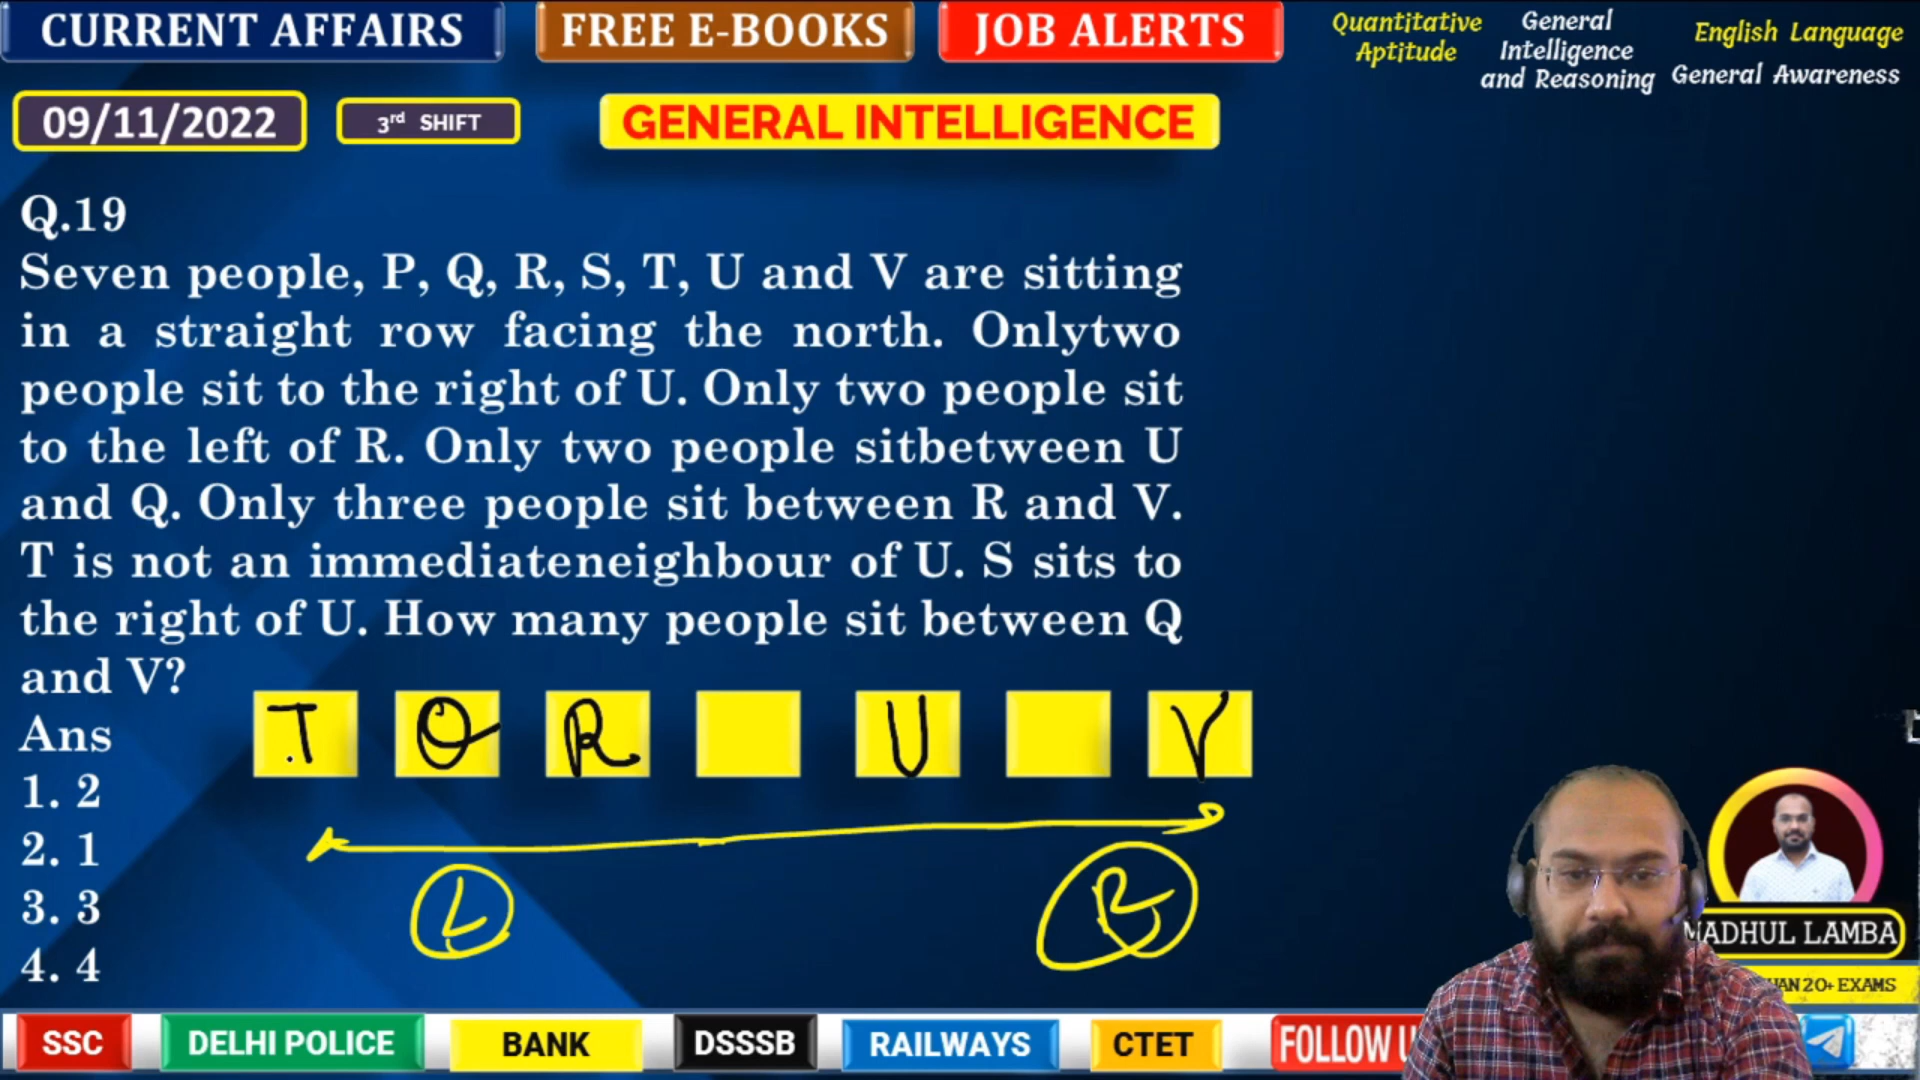 CURRENT AFFAIRS
FREE E-BOOKS
JOB ALERTS
Quantitative
Aptitude
General
Intelligence
and Reasoning
English Language
General Awareness
09/11/2022
3rd SHIFT
GENERAL INTELLIGENCE
Q.19
Seven people, P, Q, R, S, T, U and V are sitting
in a straight row facing the north. Onlytwo
people sit to the right of U. Only two people sit
to the left of R. Only two people sitbetween U
and Q. Only three people sit between R and V.
T is not an immediateneighbour of U. S sits to
the right of U. How many people sit between Q
and V?
T Q R U V
Ans
1. 2
2. 1
3. 3
4. 4
L R
MADHUL LAMBA
20+ EXAMS
SSC
DELHI POLICE
BANK
DSSSB
RAILWAYS
CTET
FOLLOW